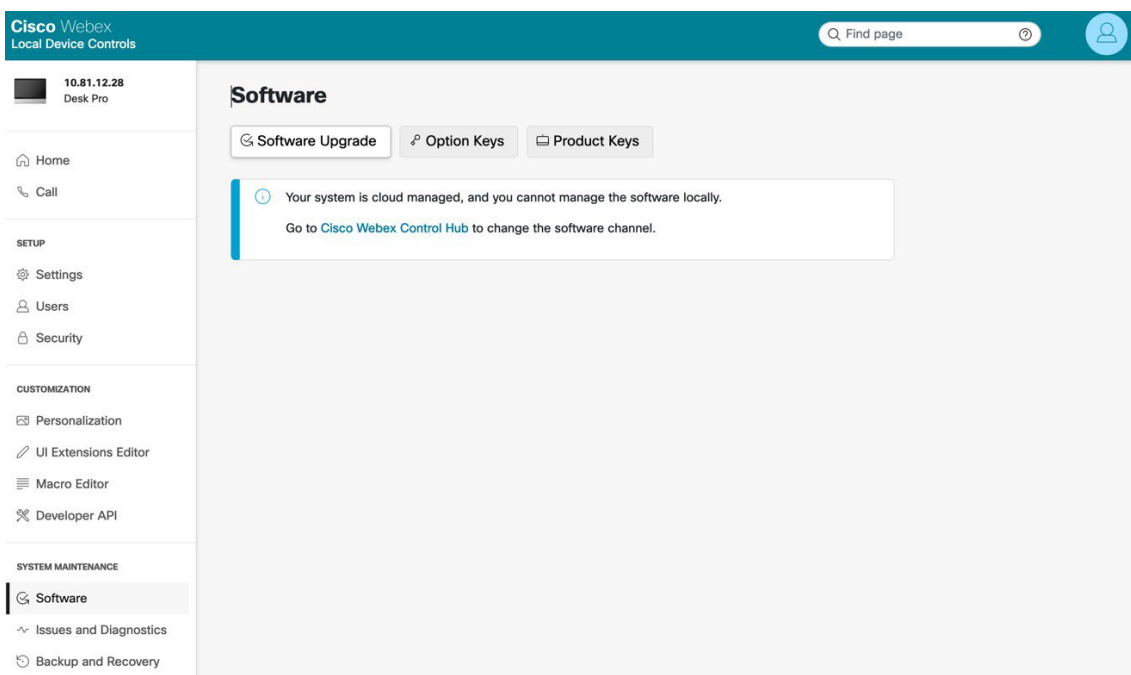 Cisco Webex
Local Device Controls
Find page
10.81.12.28
Desk Pro
Home
Call
SETUP
Settings
Users
Security
CUSTOMIZATION
Personalization
UI Extensions Editor
Macro Editor
Developer API
SYSTEM MAINTENANCE
Software
Issues and Diagnostics
Backup and Recovery
Software
Software Upgrade
Option Keys
Product Keys
Your system is cloud managed, and you cannot manage the software locally.
Go to Cisco Webex Control Hub to change the software channel.